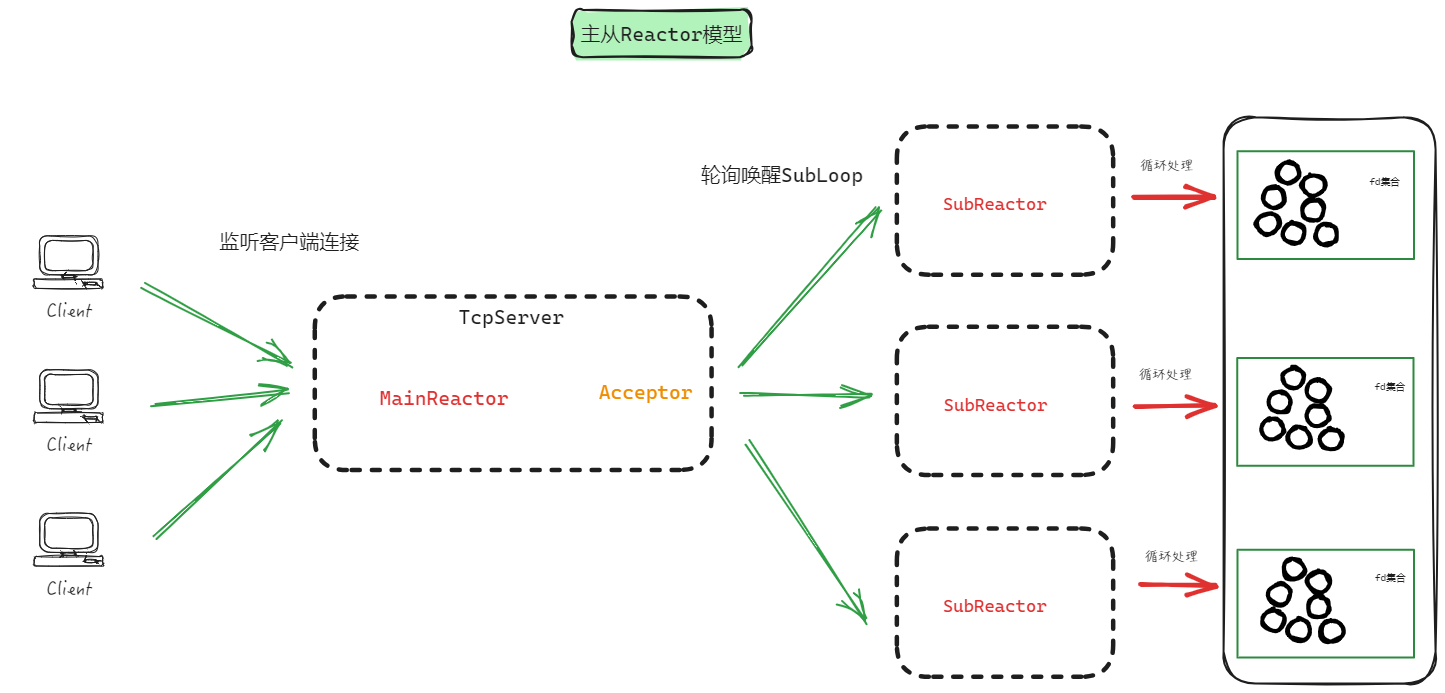 主从Reactor模型
监听客户端连接
轮询唤醒SubLoop
Client
Client
Client
TcpServer
MainReactor
Acceptor
SubReactor
循环处理
fd集合
SubReactor
循环处理
fd集合
SubReactor
循环处理
fd集合